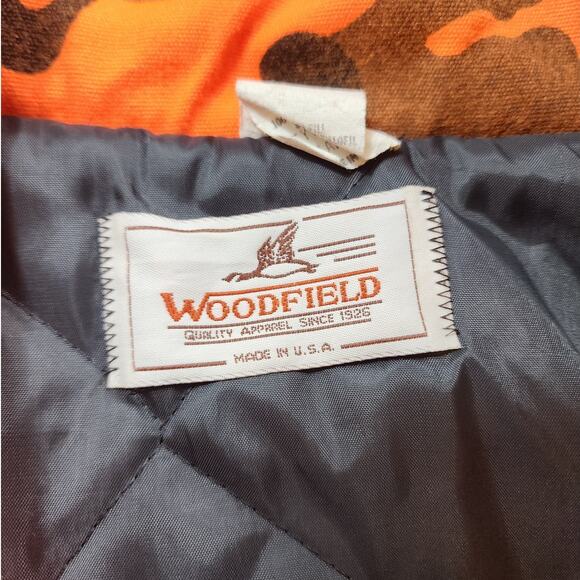 WOODFIELD
QUALITY APPAREL SINCE 1926
MADE IN U.S.A.